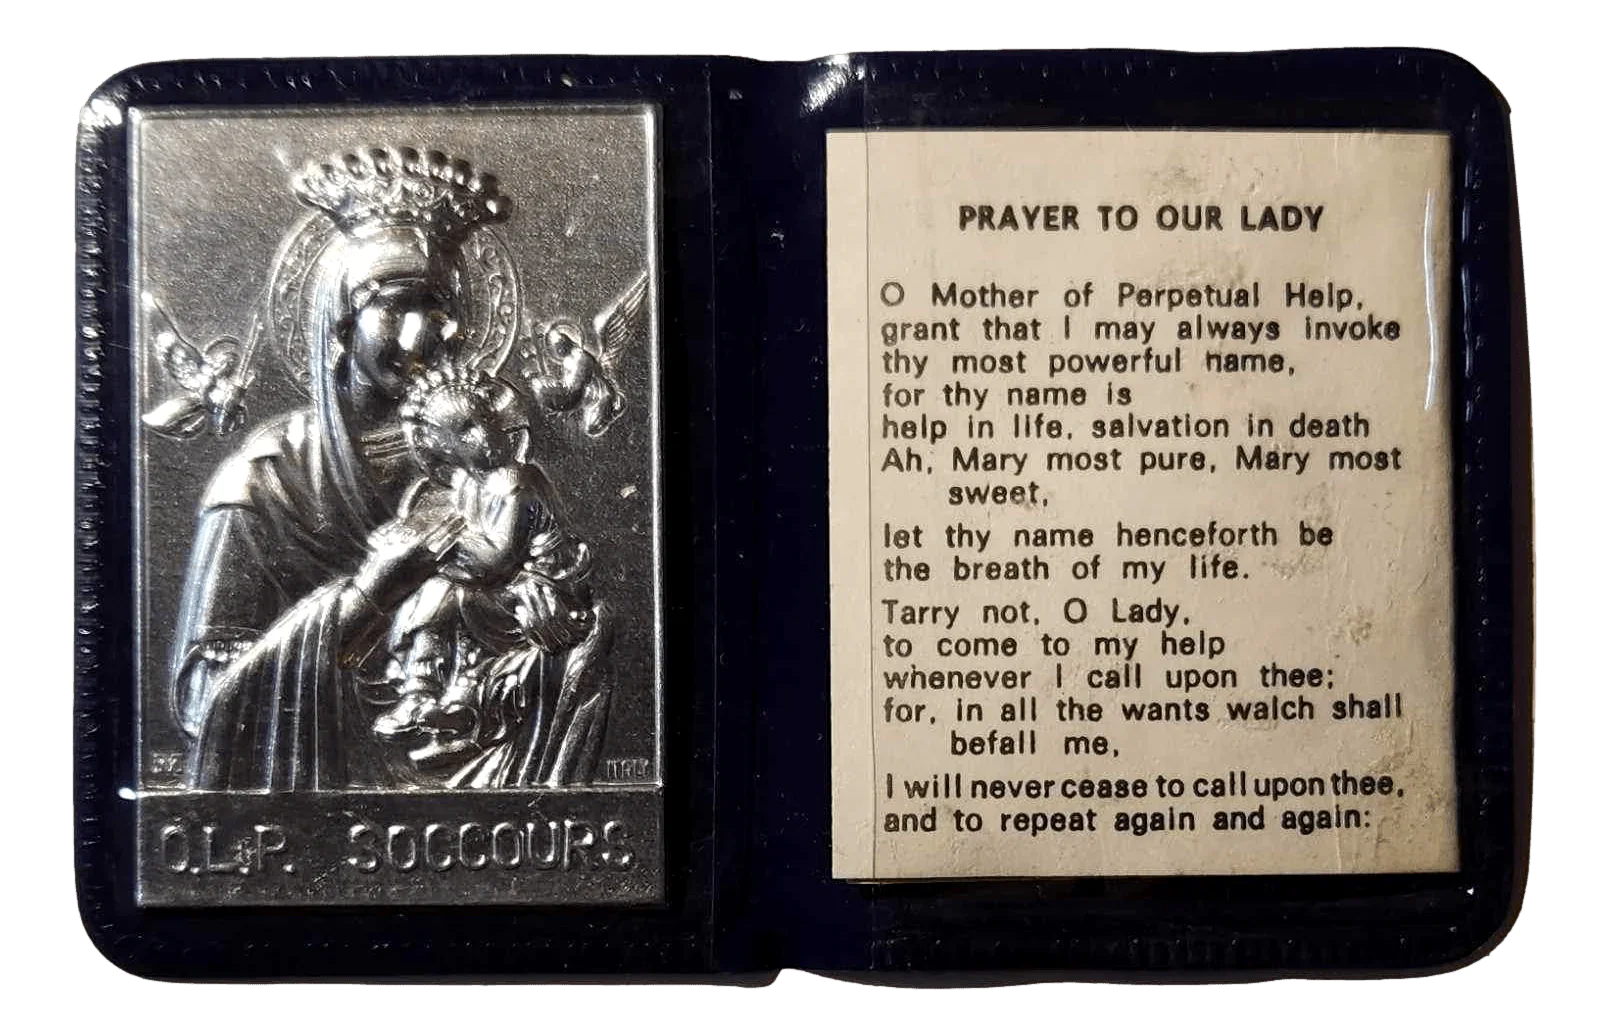 ITALY
O.L.P. SOCCOURS
PRAYER TO OUR LADY
O Mother of Perpetual Help,
grant that I may always invoke
thy most powerful name,
for thy name is
help in life, salvation in death
Ah, Mary most pure, Mary most
sweet,
let thy name henceforth be
the breath of my life.
Tarry not, O Lady,
to come to my help
whenever I call upon thee;
for, in all the wants walch shall
befall me,
I will never cease to call upon thee,
and to repeat again and again: